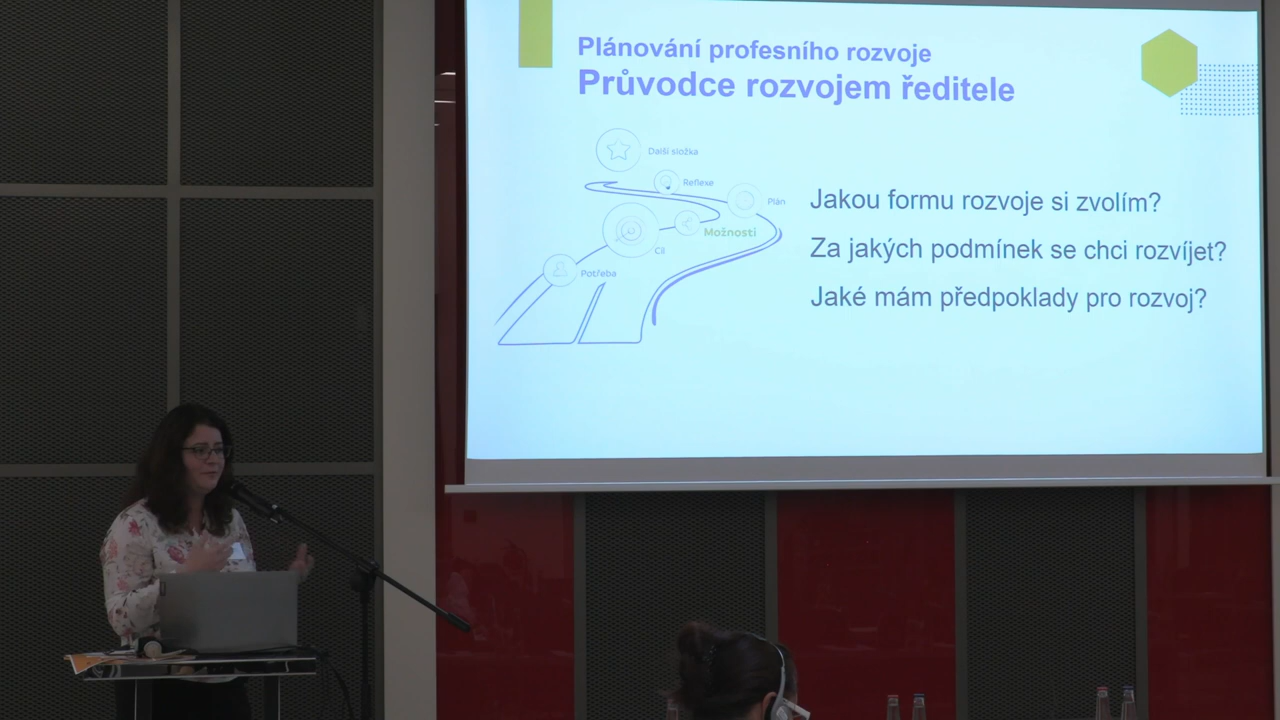 Plánování profesního rozvoje
Průvodce rozvojem ředitele
Další složka
Reflexe
Plán
Možnosti
Cíl
Potřeba
Jakou formu rozvoje si zvolím?
Za jakých podmínek se chci rozvíjet?
Jaké mám předpoklady pro rozvoj?